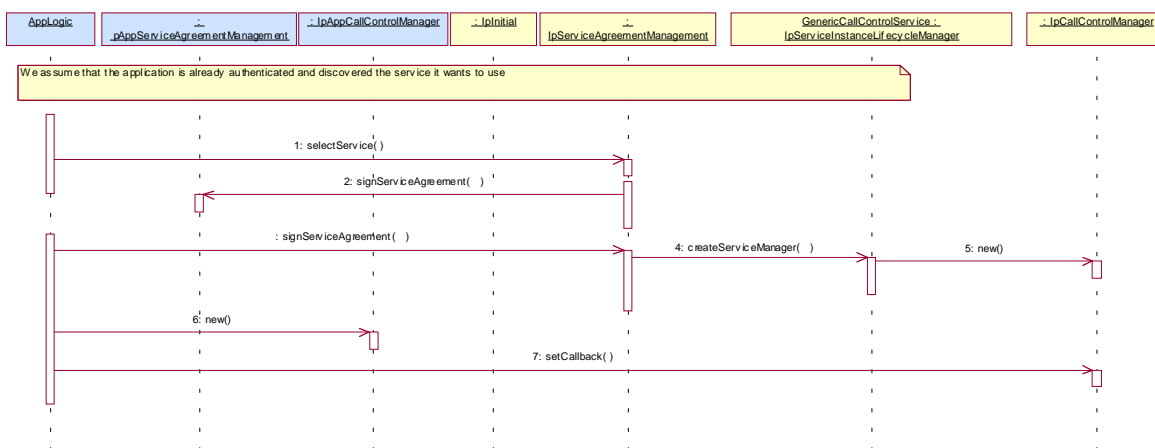 AppLogic
:
pAppServiceAgreementManagement
: IpAppCallControlManager
: IpInitial
:
IpServiceAgreementManagement
GenericCallControlService :
IpServiceInstanceLifecycleManager
: IpCallControlManager
We assume that the application is already authenticated and discovered the service it wants to use
1: selectService( )
2: signServiceAgreement( )
: signServiceAgreement( )
4: createServiceManager( )
5: new()
6: new()
7: setCallback( )